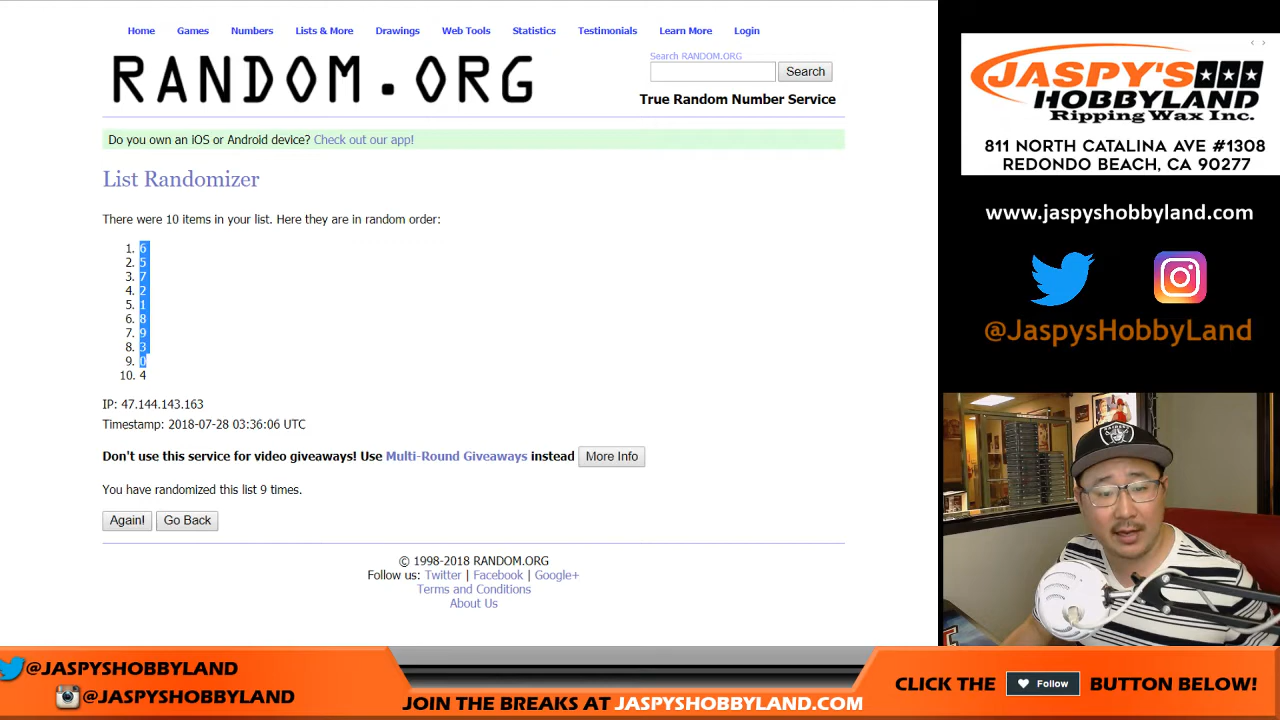 Home Games Numbers Lists & More Drawings Web Tools Statistics Testimonials Learn More Login
RANDOM.ORG
Search RANDOM.ORG
Search
True Random Number Service
Do you own an iOS or Android device? Check out our app!
List Randomizer
There were 10 items in your list. Here they are in random order:
1. 6
2. 5
3. 7
4. 2
5. 1
6. 8
7. 9
8. 3
9. 0
10. 4
IP: 47.144.143.163
Timestamp: 2018-07-28 03:36:06 UTC
Don't use this service for video giveaways! Use Multi-Round Giveaways instead More Info
You have randomized this list 9 times.
Again! Go Back
© 1998-2018 RANDOM.ORG
Follow us: Twitter | Facebook | Google+
Terms and Conditions
About Us
JASPY'S
HOBBYLAND
Ripping Wax Inc.
811 NORTH CATALINA AVE #1308
REDONDO BEACH, CA 90277
www.jaspyshobbyland.com
@JaspysHobbyLand
RAIDERS
@JASPYSHOBBYLAND
@JASPYSHOBBYLAND
JOIN THE BREAKS AT JASPYSHOBBYLAND.COM
CLICK THE Follow BUTTON BELOW!